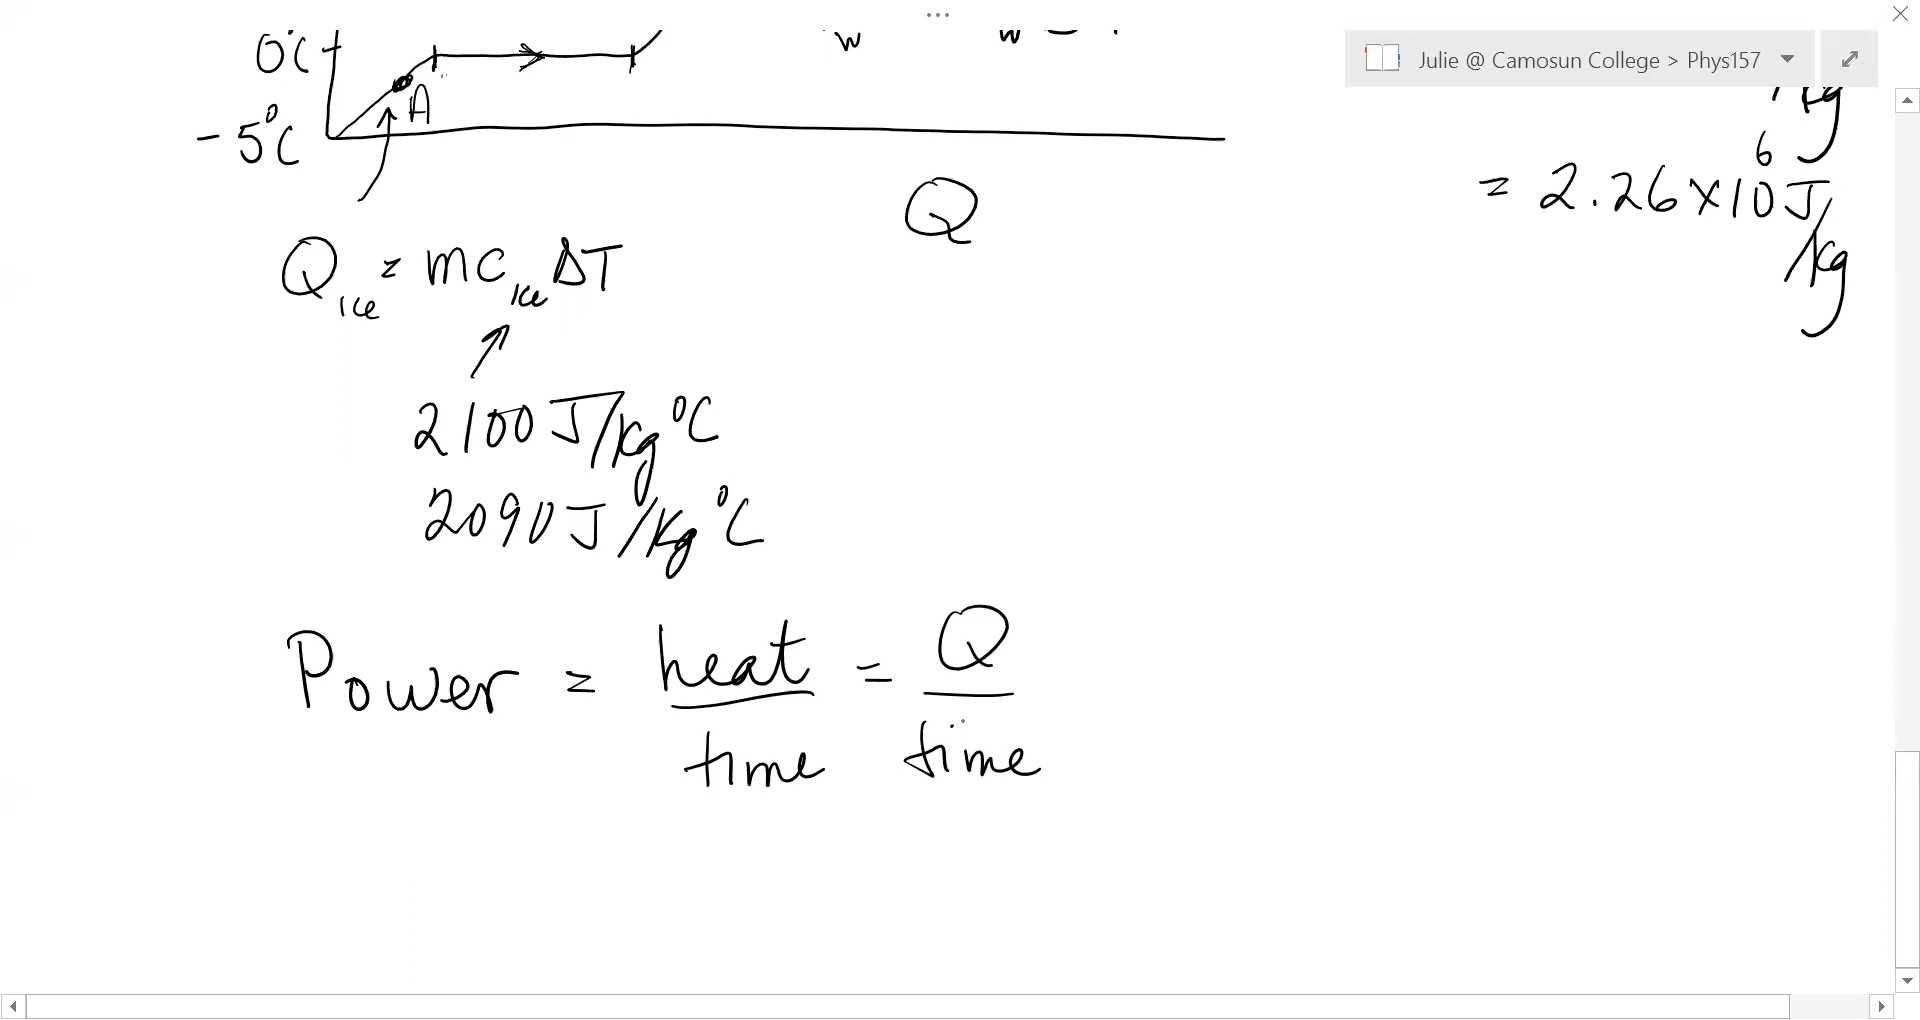 0°C
w w
Julie @ Camosun College > Phys157
A
/kg
-5°C
= 2.26×10⁶ J/kg
Q
Q_ice = mc_ice ΔT
2100 J/kg°C
2090 J/kg°C
Power = heat/time = Q/time